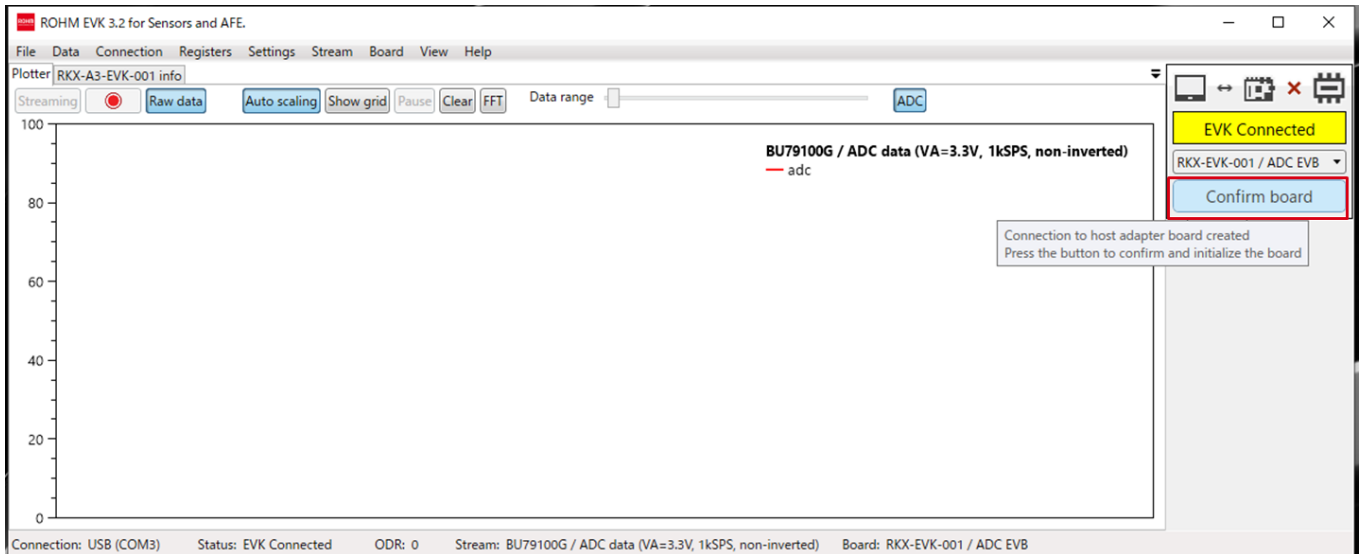 ROHM ROHM EVK 3.2 for Sensors and AFE.
File Data Connection Registers Settings Stream Board View Help
Plotter RKX-A3-EVK-001 info
Streaming Raw data Auto scaling Show grid Pause Clear FFT Data range ADC
EVK Connected
RKX-EVK-001 / ADC EVB
Confirm board
Connection to host adapter board created
Press the button to confirm and initialize the board
BU79100G / ADC data (VA=3.3V, 1kSPS, non-inverted)
adc
100
80
60
40
20
0
Connection: USB (COM3) Status: EVK Connected ODR: 0 Stream: BU79100G / ADC data (VA=3.3V, 1kSPS, non-inverted) Board: RKX-EVK-001 / ADC EVB